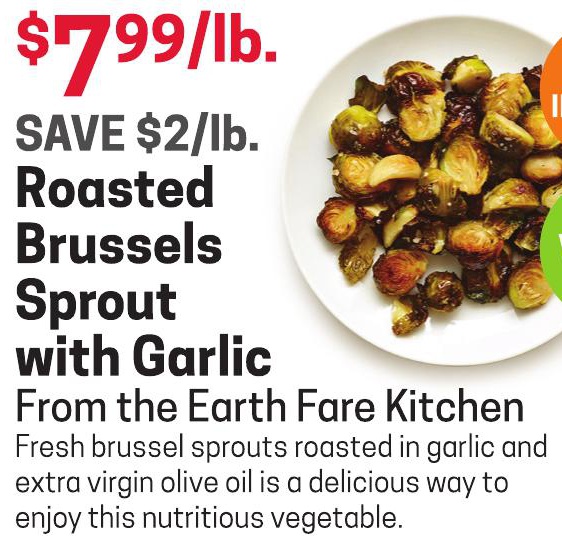 $7.99/lb.
SAVE $2/lb.
Roasted
Brussels
Sprout
with Garlic
From the Earth Fare Kitchen
Fresh brussel sprouts roasted in garlic and
extra virgin olive oil is a delicious way to
enjoy this nutritious vegetable.